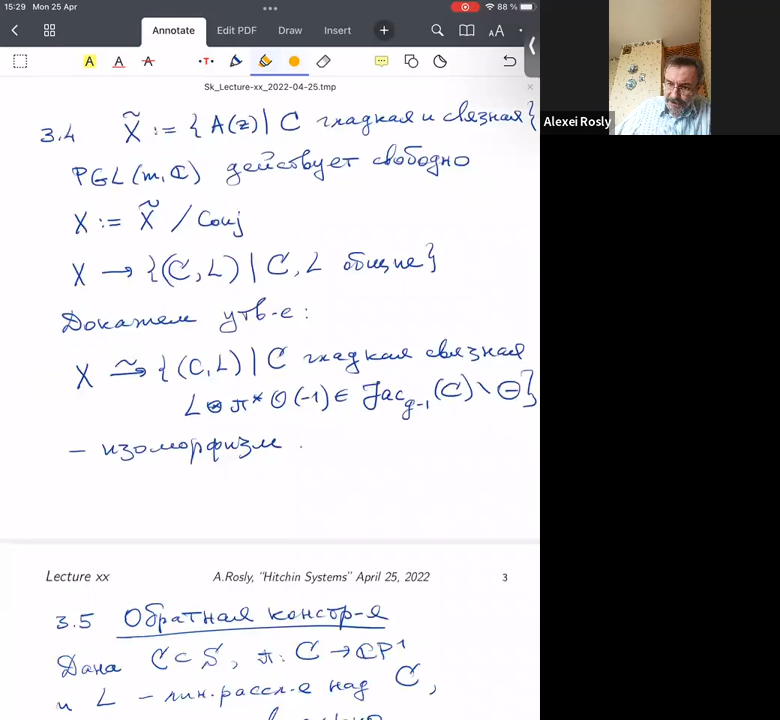 15:29 Mon 25 Apr
88 %
Annotate Edit PDF Draw Insert
AA
A A A T
Sk_Lecture-xx_2022-04-25.tmp
Alexei Rosly
3.4 X̃ := { A(z) | C гладкая и связная }
PGL(m, ℂ) действует свободно
X := X̃ / Conj
X → {(C, L) | C, L общие}
Докажем утв-е:
X ⥲ {(C, L) | C гладкая связная
L ⊗ π* O(-1) ∈ Jac_{g-1}(C) \ Θ}
– изоморфизм.
Lecture xx A.Rosly, "Hitchin Systems" April 25, 2022 3
3.5 Обратная констр-я
Дана C ⊂ S, π: C → ℂP¹
и L – лин. рассл-е над C,